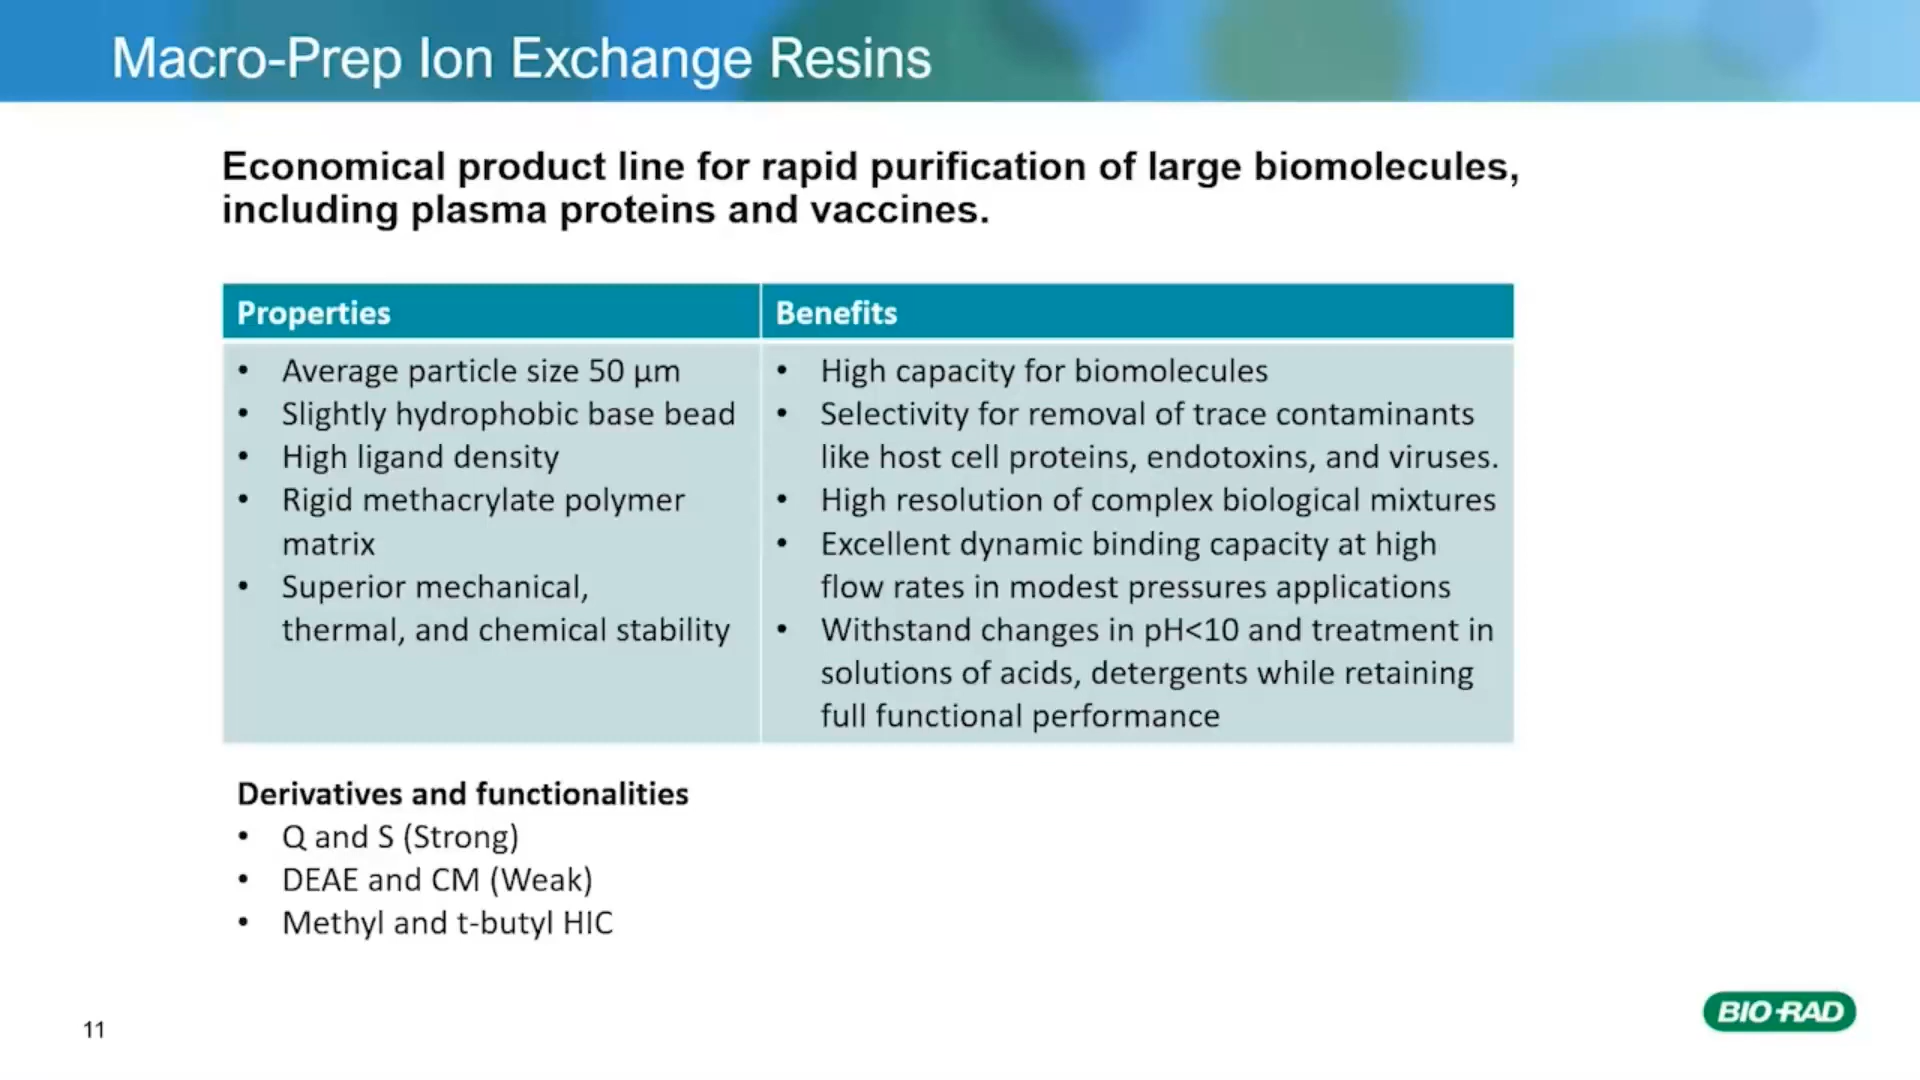 Macro-Prep Ion Exchange Resins
Economical product line for rapid purification of large biomolecules,
including plasma proteins and vaccines.
Properties
• Average particle size 50 µm
• Slightly hydrophobic base bead
• High ligand density
• Rigid methacrylate polymer
matrix
• Superior mechanical,
thermal, and chemical stability
Benefits
• High capacity for biomolecules
• Selectivity for removal of trace contaminants
like host cell proteins, endotoxins, and viruses.
• High resolution of complex biological mixtures
• Excellent dynamic binding capacity at high
flow rates in modest pressures applications
• Withstand changes in pH<10 and treatment in
solutions of acids, detergents while retaining
full functional performance
Derivatives and functionalities
• Q and S (Strong)
• DEAE and CM (Weak)
• Methyl and t-butyl HIC
11
BIO-RAD